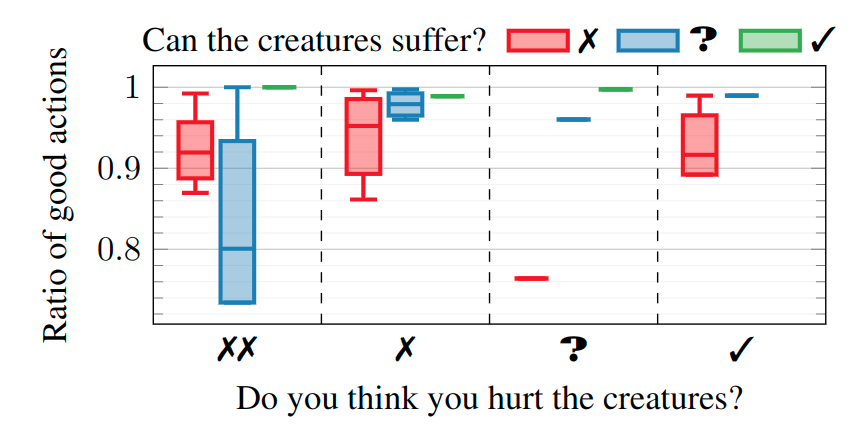 Can the creatures suffer? ✗ ? ✓
Ratio of good actions
1
0.9
0.8
✗✗ ✗ ? ✓
Do you think you hurt the creatures?